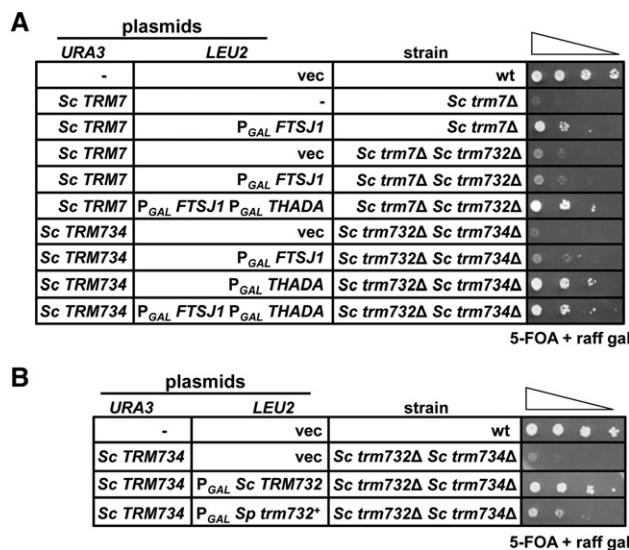 A
plasmids
URA3 LEU2 strain
- vec wt
Sc TRM7 - Sc trm7Δ
Sc TRM7 PGAL FTSJ1 Sc trm7Δ
Sc TRM7 vec Sc trm7Δ Sc trm732Δ
Sc TRM7 PGAL FTSJ1 Sc trm7Δ Sc trm732Δ
Sc TRM7 PGAL FTSJ1 PGAL THADA Sc trm7Δ Sc trm732Δ
Sc TRM734 vec Sc trm732Δ Sc trm734Δ
Sc TRM734 PGAL FTSJ1 Sc trm732Δ Sc trm734Δ
Sc TRM734 PGAL THADA Sc trm732Δ Sc trm734Δ
Sc TRM734 PGAL FTSJ1 PGAL THADA Sc trm732Δ Sc trm734Δ
5-FOA + raff gal
B
plasmids
URA3 LEU2 strain
- vec wt
Sc TRM734 vec Sc trm732Δ Sc trm734Δ
Sc TRM734 PGAL Sc TRM732 Sc trm732Δ Sc trm734Δ
Sc TRM734 PGAL Sp trm732+ Sc trm732Δ Sc trm734Δ
5-FOA + raff gal